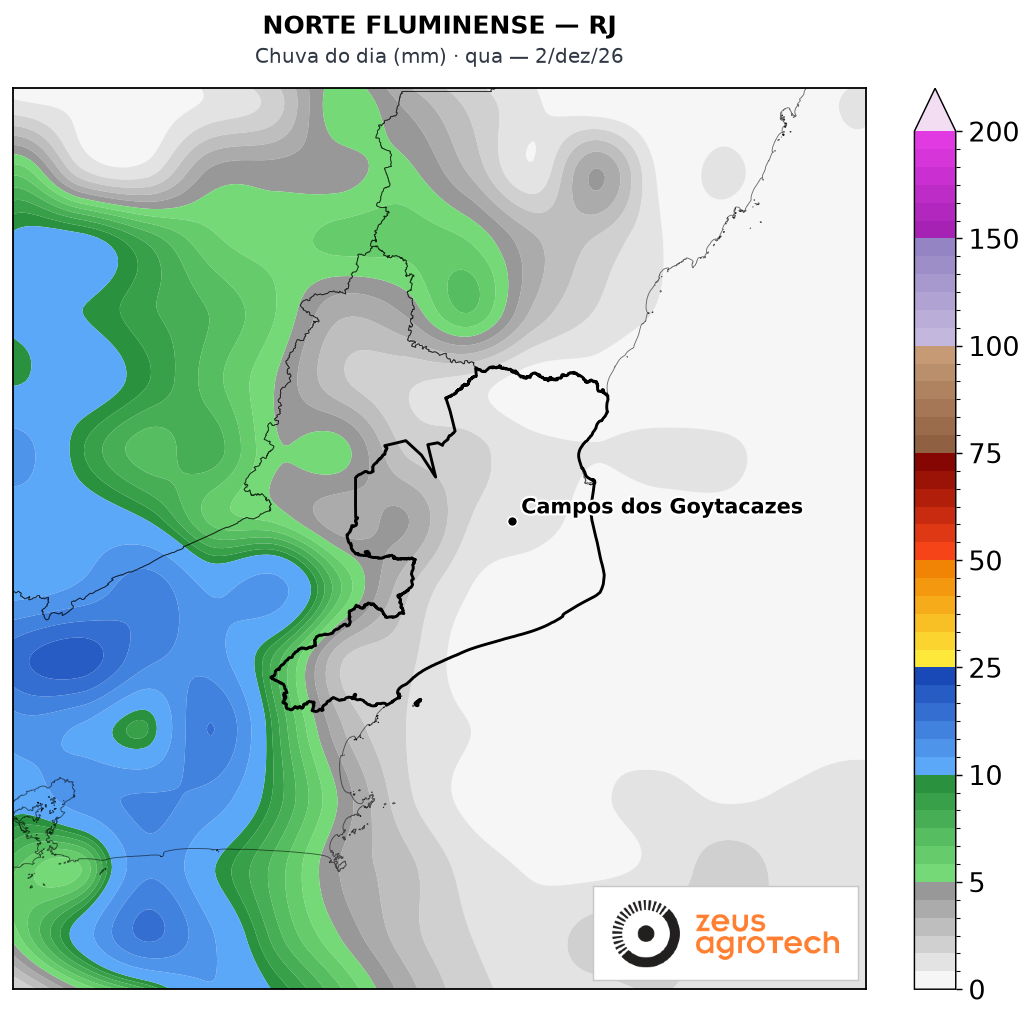 NORTE FLUMINENSE — RJ
Chuva do dia (mm) · qua — 2/dez/26
200
150
100
75
50
25
10
5
0
Campos dos Goytacazes
zeus
agrotech